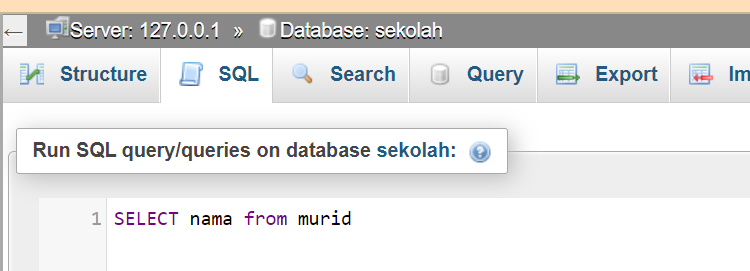 ← Server: 127.0.0.1 » Database: sekolah
Structure SQL Search Query Export Im
Run SQL query/queries on database sekolah:
1 SELECT nama from murid